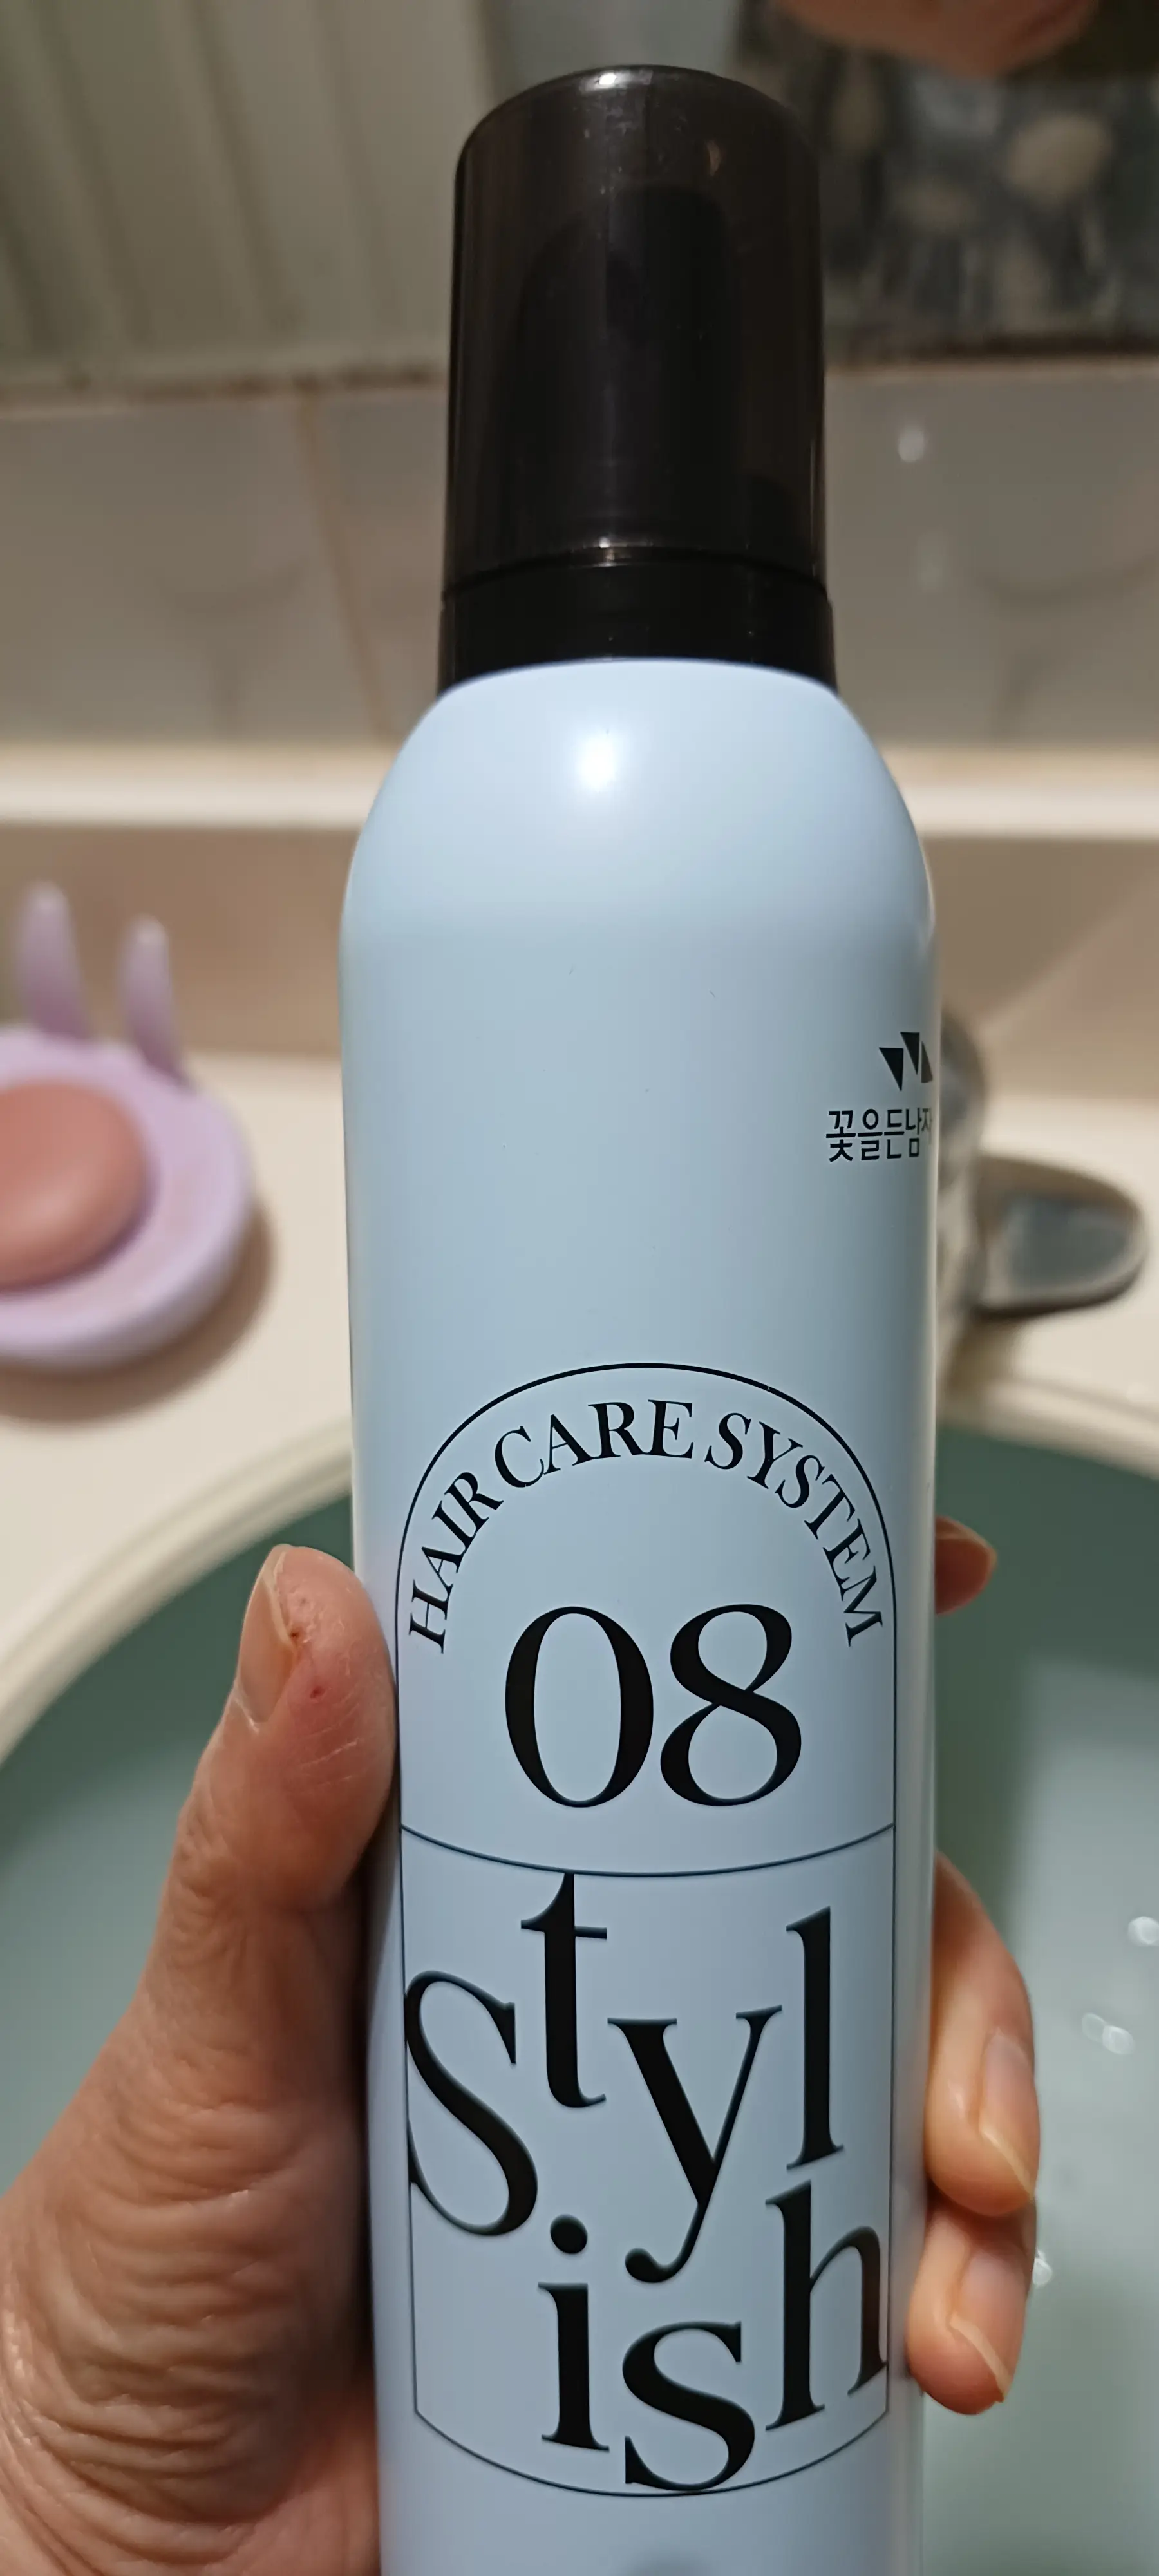 꽃을든남자
HAIR CARE SYSTEM
08
Stylish